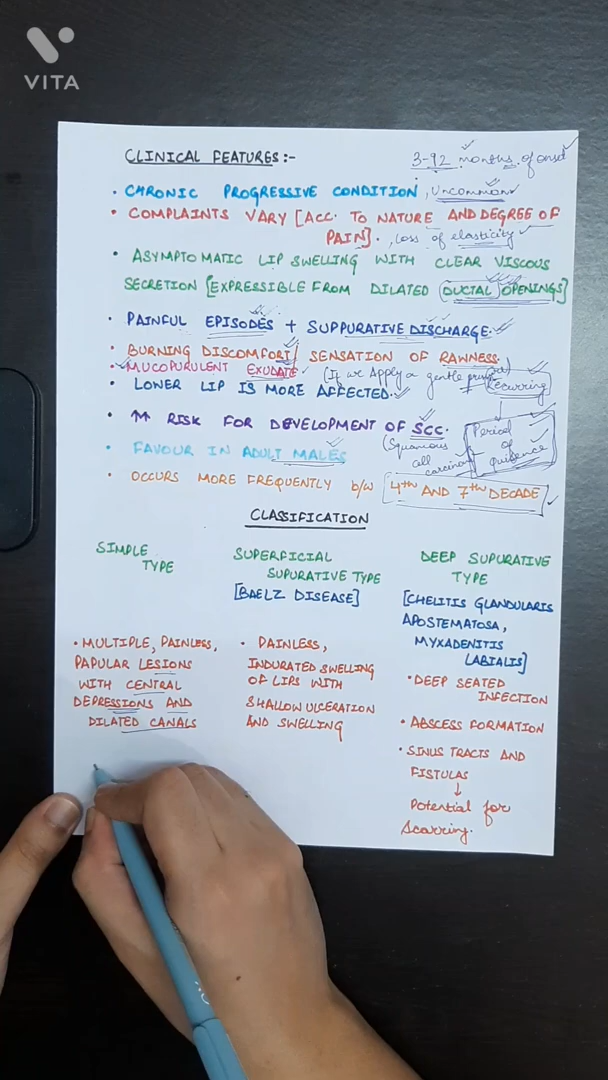 VITA
CLINICAL FEATURES:-
3-92 months of onset
• CHRONIC PROGRESSIVE CONDITION, Uncommon
• COMPLAINTS VARY [ACC. TO NATURE AND DEGREE OF
PAIN]. , Loss of elasticity
• ASYMPTOMATIC LIP SWELLING WITH CLEAR VISCOUS
SECRETION [EXPRESSIBLE FROM DILATED DUCTAL OPENINGS]
• PAINFUL EPISODES + SUPPURATIVE DISCHARGE.
• BURNING DISCOMFORT/ SENSATION OF RAWNESS.
• MUCOPURULENT EXUDATE (If we Apply a gentle
• LOWER LIP IS MORE AFFECTED. Recurring
• ↑↑ RISK FOR DEVELOPMENT OF SCC. Period
• FAVOUR IN ADULT MALES (Squamous cell carcinoma) of quiscence
• OCCURS MORE FREQUENTLY b/w 4th AND 7th DECADE
CLASSIFICATION
SIMPLE
TYPE
• MULTIPLE, PAINLESS,
PAPULAR LESIONS
WITH CENTRAL
DEPRESSIONS AND
DILATED CANALS
SUPERFICIAL
SUPURATIVE TYPE
[BAELZ DISEASE]
• PAINLESS,
INDURATED SWELLING
OF LIPS WITH
SHALLOW ULCERATION
AND SWELLING
DEEP SUPURATIVE
TYPE
[CHELITIS GLANDULARIS
APOSTEMATOSA,
MYXADENITIS
LABIALIS]
• DEEP SEATED
INFECTION
• ABSCESS FORMATION
• SINUS TRACTS AND
FISTULAS
↓
Potential for
Scarring.